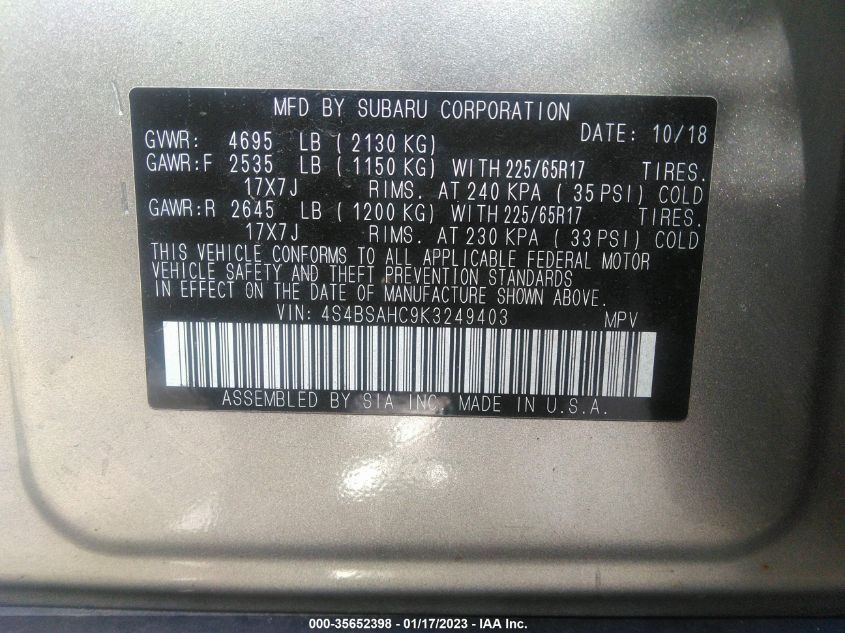 MFD BY SUBARU CORPORATION
DATE: 10/18
GVWR: 4695 LB ( 2130 KG)
GAWR:F 2535 LB ( 1150 KG) WITH 225/65R17 TIRES.
17X7J RIMS. AT 240 KPA ( 35 PSI) COLD
GAWR:R 2645 LB ( 1200 KG) WITH 225/65R17 TIRES.
17X7J RIMS. AT 230 KPA ( 33 PSI) COLD
THIS VEHICLE CONFORMS TO ALL APPLICABLE FEDERAL MOTOR
VEHICLE SAFETY AND THEFT PREVENTION STANDARDS
IN EFFECT ON THE DATE OF MANUFACTURE SHOWN ABOVE.
VIN: 4S4BSAHC9K3249403 MPV
ASSEMBLED BY SIA INC. MADE IN U.S.A.
000-35652398 - 01/17/2023 - IAA Inc.